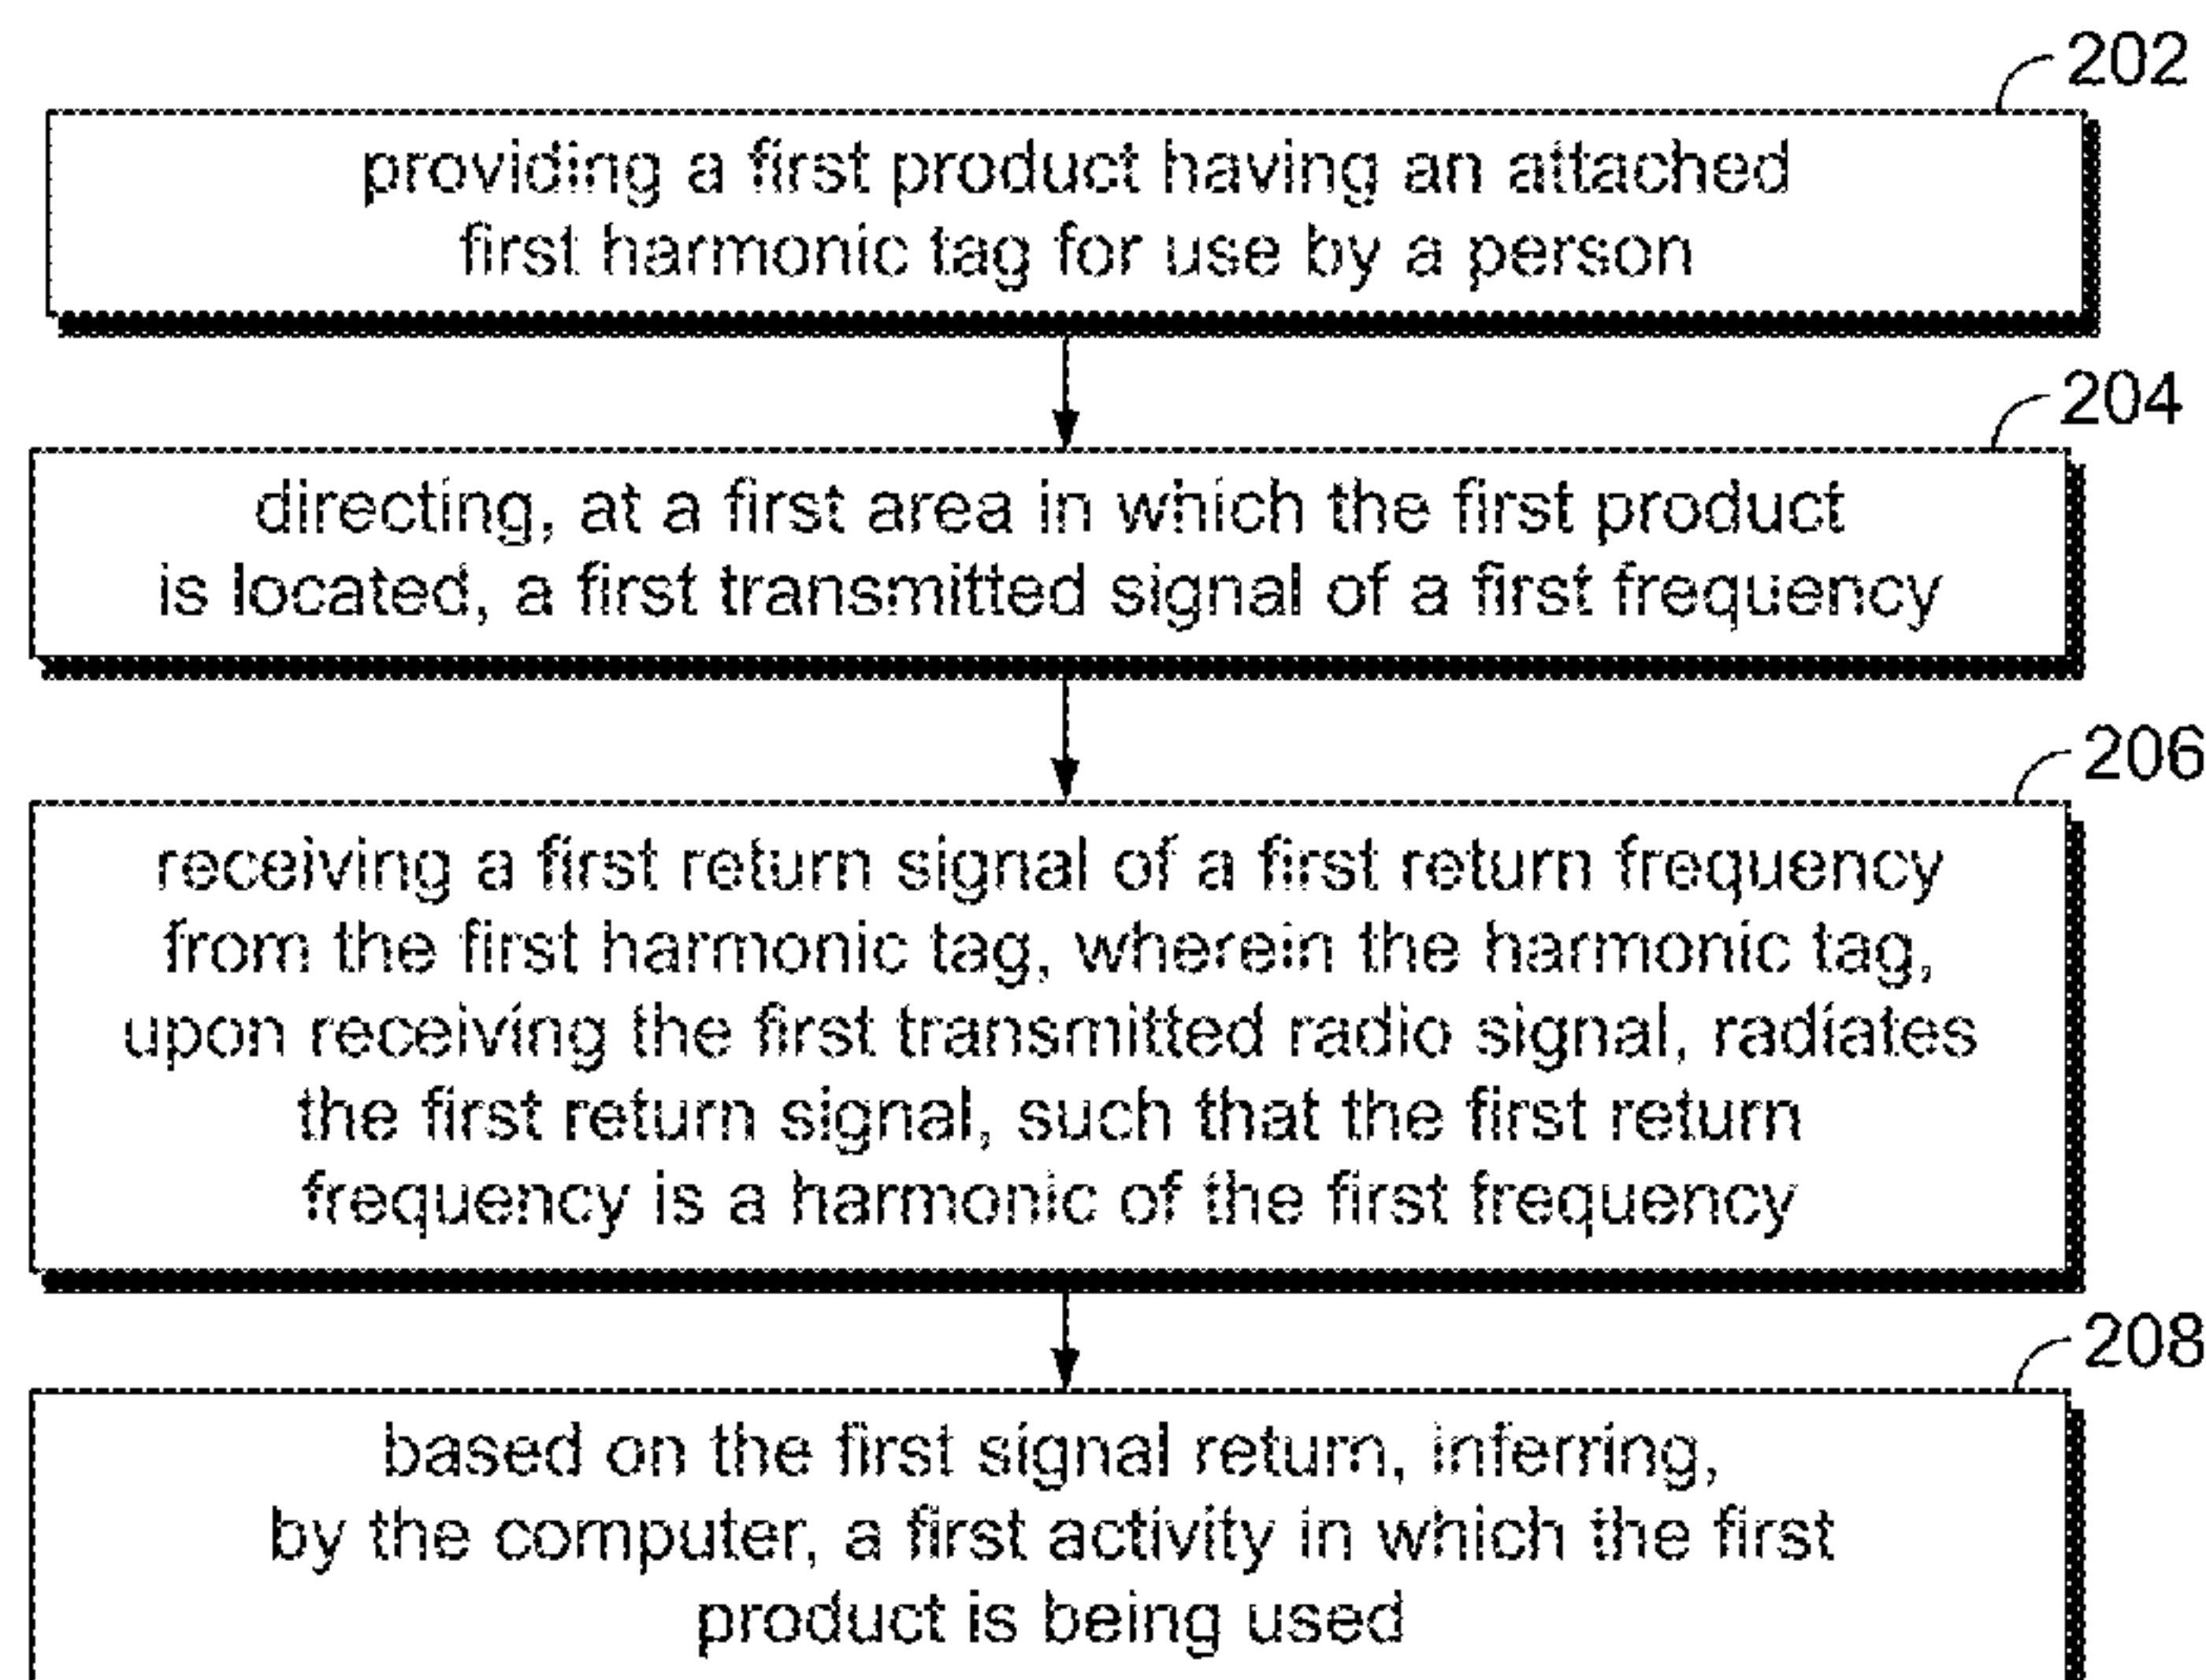 202
providing a first product having an attached
first harmonic tag for use by a person
204
directing, at a first area in which the first product
is located, a first transmitted signal of a first frequency
206
receiving a first return signal of a first return frequency
from the first harmonic tag, wherein the harmonic tag,
upon receiving the first transmitted radio signal, radiates
the first return signal, such that the first return
frequency is a harmonic of the first frequency
208
based on the first signal return, inferring,
by the computer, a first activity in which the first
product is being used